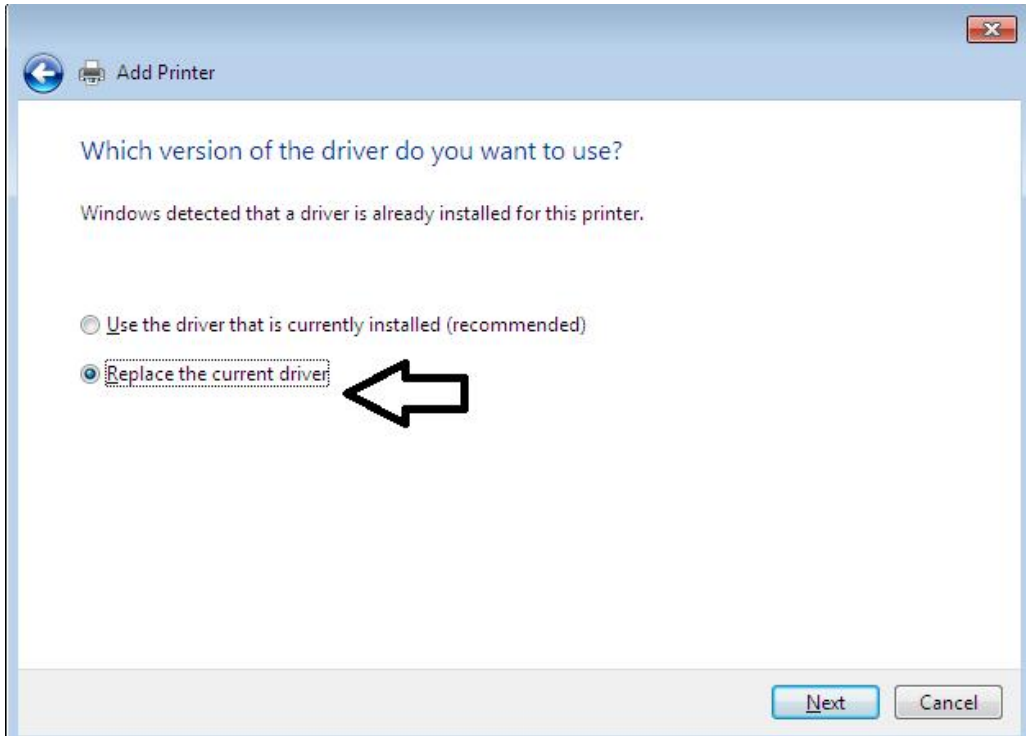 Add Printer
Which version of the driver do you want to use?
Windows detected that a driver is already installed for this printer.
Use the driver that is currently installed (recommended)
Replace the current driver
Next
Cancel